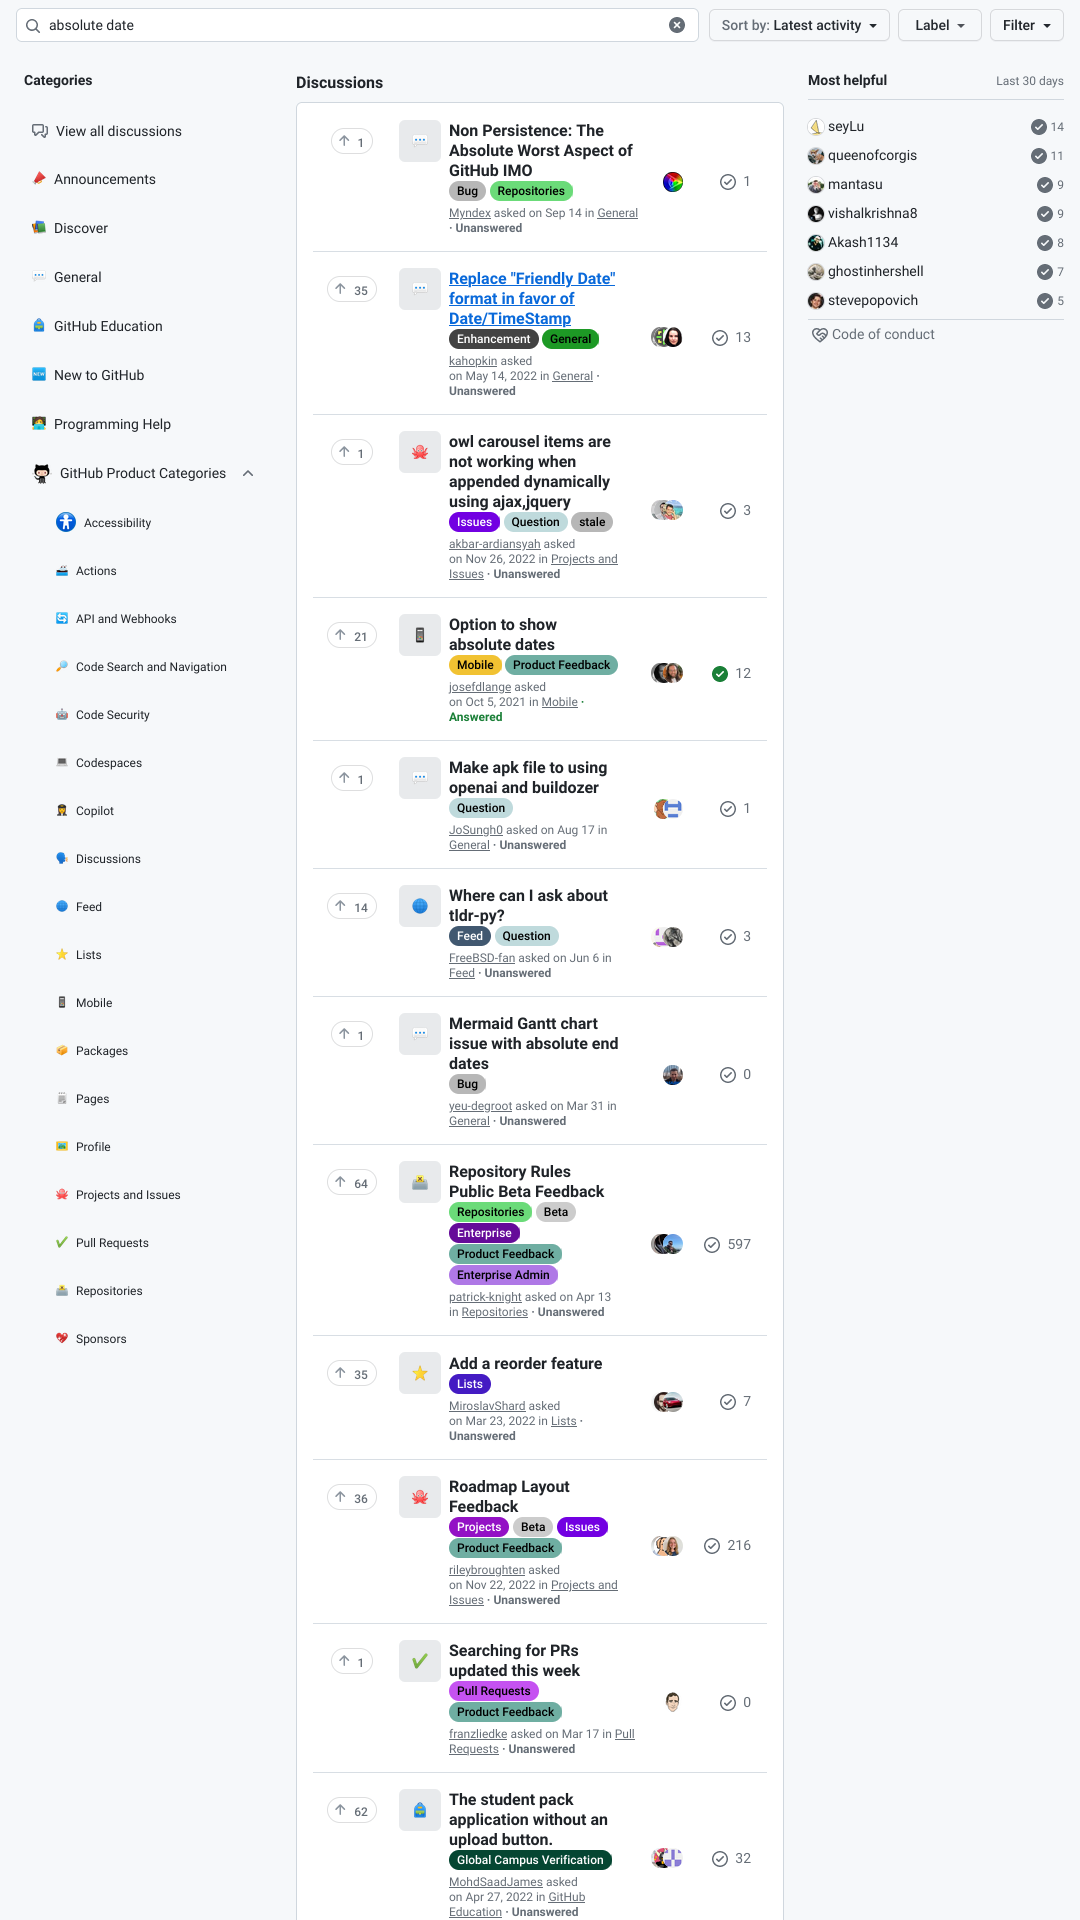 absolute date
Sort by: Latest activity
Label
Filter
Categories
View all discussions
Announcements
Discover
General
GitHub Education
New to GitHub
Programming Help
GitHub Product Categories
Accessibility
Actions
API and Webhooks
Code Search and Navigation
Code Security
Codespaces
Copilot
Discussions
Feed
Lists
Mobile
Packages
Pages
Profile
Projects and Issues
Pull Requests
Repositories
Sponsors
Discussions
1
Non Persistence: The
Absolute Worst Aspect of
GitHub IMO
Bug Repositories
Myndex asked on Sep 14 in General
· Unanswered
1
35
Replace "Friendly Date"
format in favor of
Date/TimeStamp
Enhancement General
kahopkin asked
on May 14, 2022 in General ·
Unanswered
13
1
owl carousel items are
not working when
appended dynamically
using ajax,jquery
Issues Question stale
akbar-ardiansyah asked
on Nov 26, 2022 in Projects and
Issues · Unanswered
3
21
Option to show
absolute dates
Mobile Product Feedback
josefdlange asked
on Oct 5, 2021 in Mobile ·
Answered
12
1
Make apk file to using
openai and buildozer
Question
JoSungh0 asked on Aug 17 in
General · Unanswered
1
14
Where can I ask about
tldr-py?
Feed Question
FreeBSD-fan asked on Jun 6 in
Feed · Unanswered
3
1
Mermaid Gantt chart
issue with absolute end
dates
Bug
yeu-degroot asked on Mar 31 in
General · Unanswered
0
64
Repository Rules
Public Beta Feedback
Repositories Beta
Enterprise
Product Feedback
Enterprise Admin
patrick-knight asked on Apr 13
in Repositories · Unanswered
597
35
Add a reorder feature
Lists
MiroslavShard asked
on Mar 23, 2022 in Lists ·
Unanswered
7
36
Roadmap Layout
Feedback
Projects Beta Issues
Product Feedback
rileybroughten asked
on Nov 22, 2022 in Projects and
Issues · Unanswered
216
1
Searching for PRs
updated this week
Pull Requests
Product Feedback
franzliedke asked on Mar 17 in Pull
Requests · Unanswered
0
62
The student pack
application without an
upload button.
Global Campus Verification
MohdSaadJames asked
on Apr 27, 2022 in GitHub
Education · Unanswered
32
Most helpful
Last 30 days
seyLu 14
queenofcorgis 11
mantasu 9
vishalkrishna8 9
Akash1134 8
ghostinhershell 7
stevepopovich 5
Code of conduct